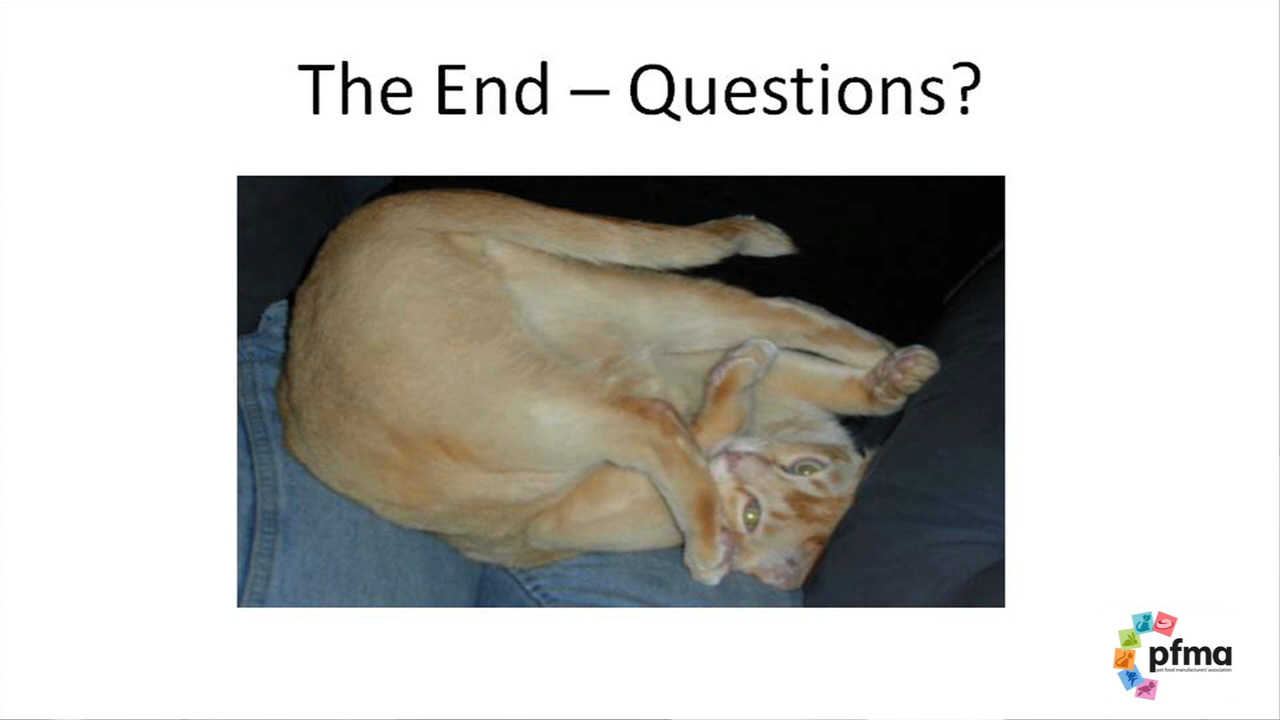 The End – Questions?
pfma
pet food manufacturers' association